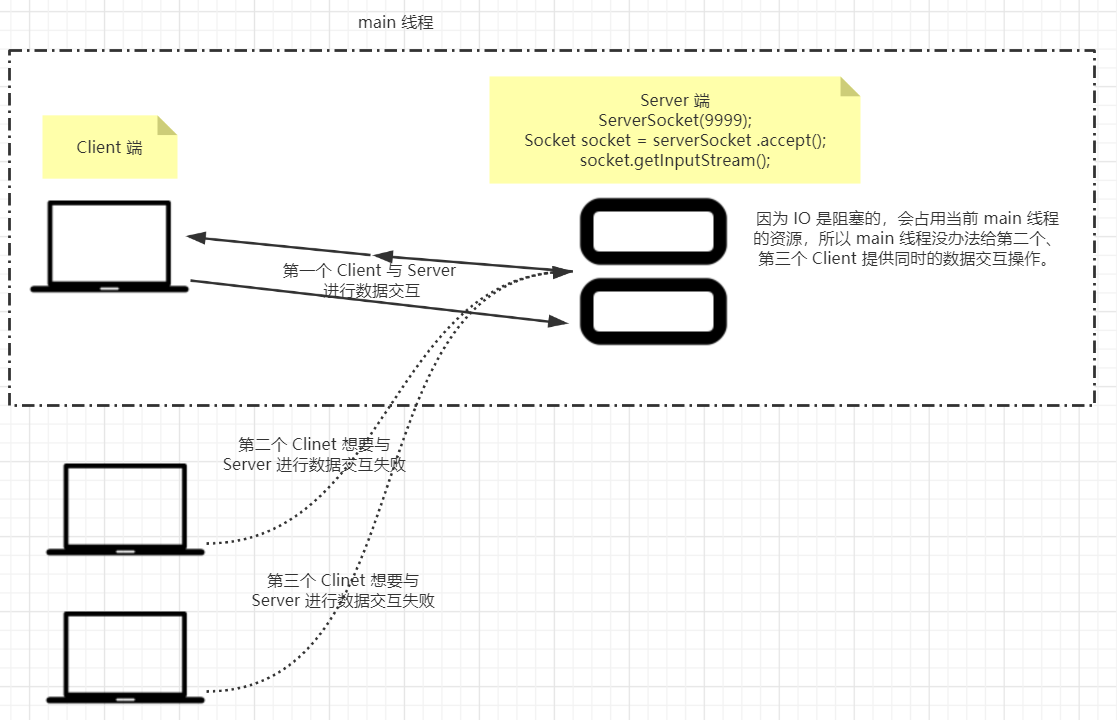 main 线程
Server 端
ServerSocket(9999);
Socket socket = serverSocket .accept();
socket.getInputStream();
Client 端
因为 IO 是阻塞的，会占用当前 main 线程
的资源，所以 main 线程没办法给第二个、
第三个 Client 提供同时的数据交互操作。
第一个 Client 与 Server
进行数据交互
第二个 Clinet 想要与
Server 进行数据交互失败
第三个 Clinet 想要与
Server 进行数据交互失败